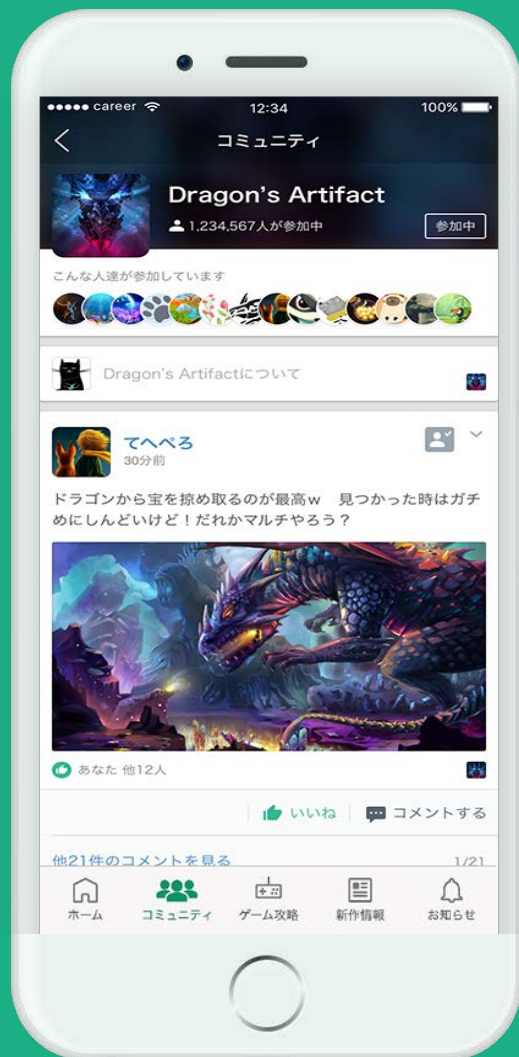 career 12:34 100%
コミュニティ
Dragon's Artifact
1,234,567人が参加中
参加中
こんな人達が参加しています
Dragon's Artifactについて
てへぺろ
30分前
ドラゴンから宝を掠め取るのが最高w 見つかった時はガチ
めにしんどいけど！だれかマルチやろう？
あなた 他12人
いいね コメントする
他21件のコメントを見る 1/21
ホーム コミュニティ ゲーム攻略 新作情報 お知らせ